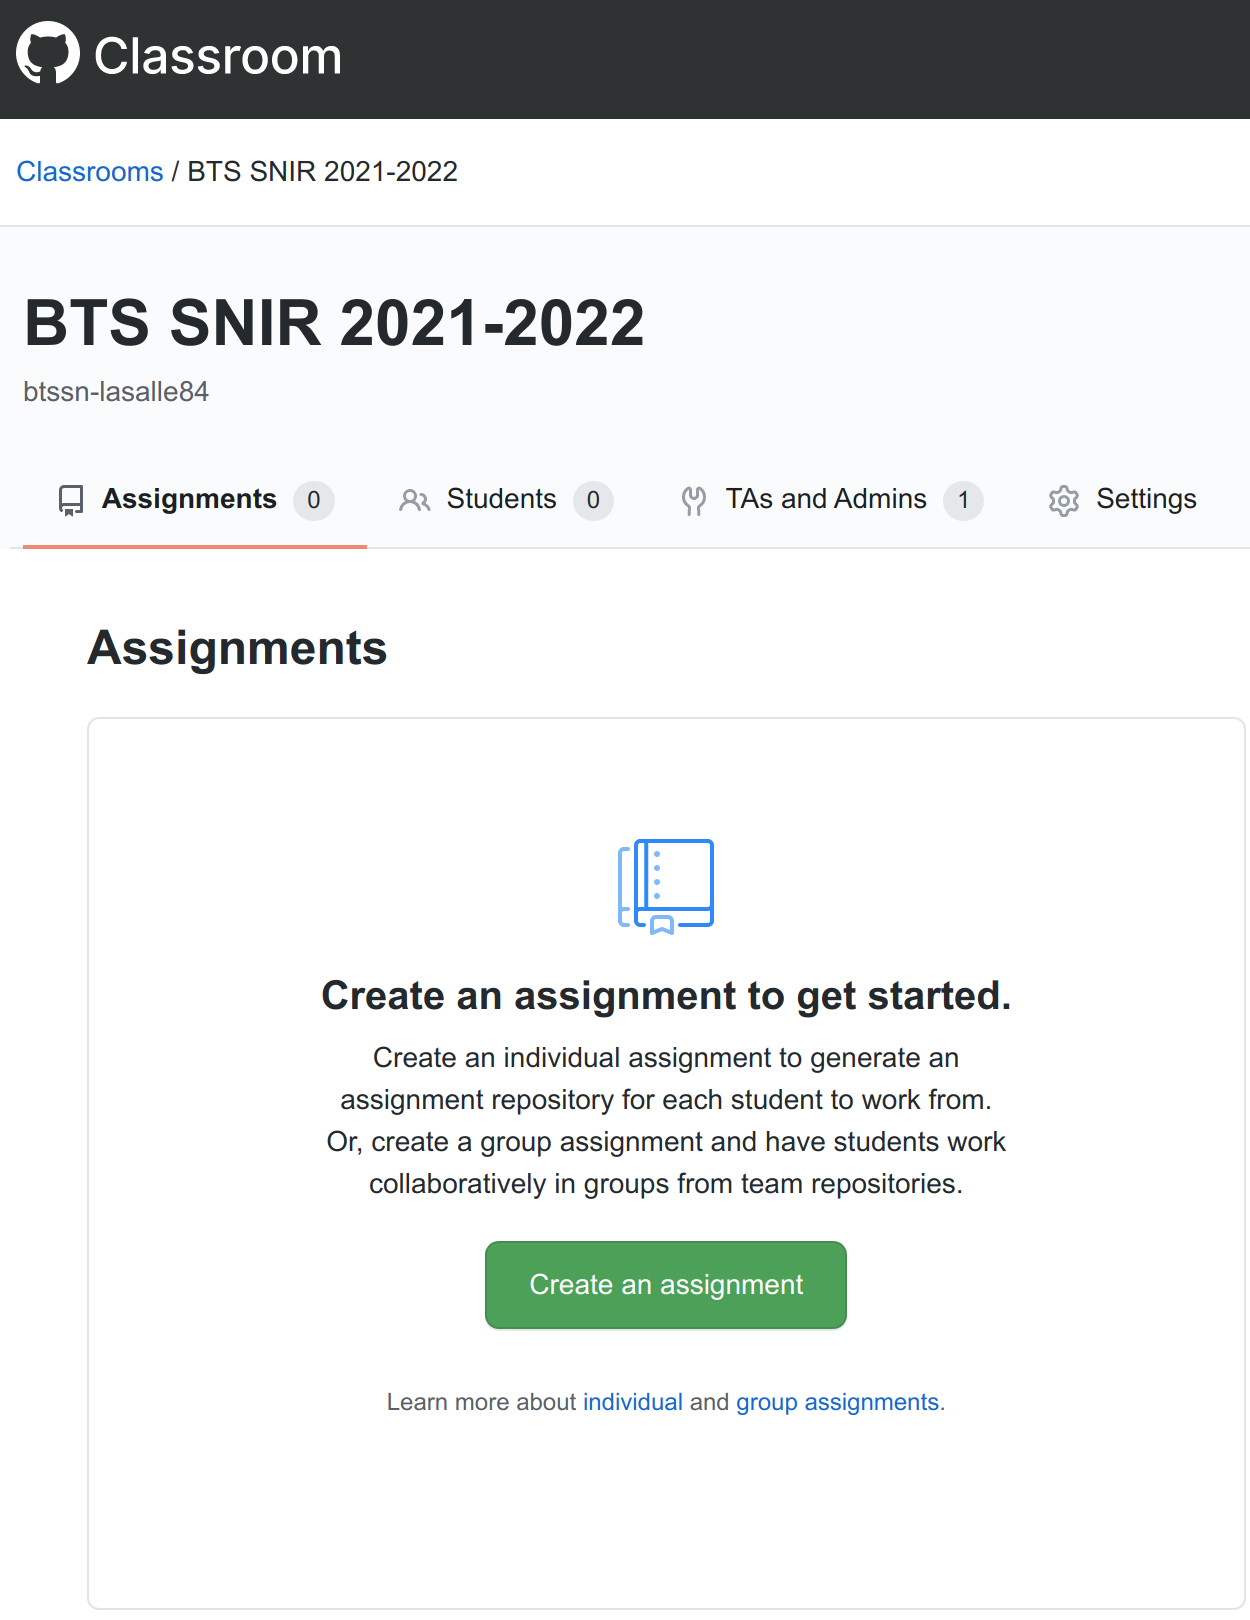 Classroom
Classrooms / BTS SNIR 2021-2022
BTS SNIR 2021-2022
btssn-lasalle84
Assignments 0 Students 0 TAs and Admins 1 Settings
Assignments
Create an assignment to get started.
Create an individual assignment to generate an
assignment repository for each student to work from.
Or, create a group assignment and have students work
collaboratively in groups from team repositories.
Create an assignment
Learn more about individual and group assignments.